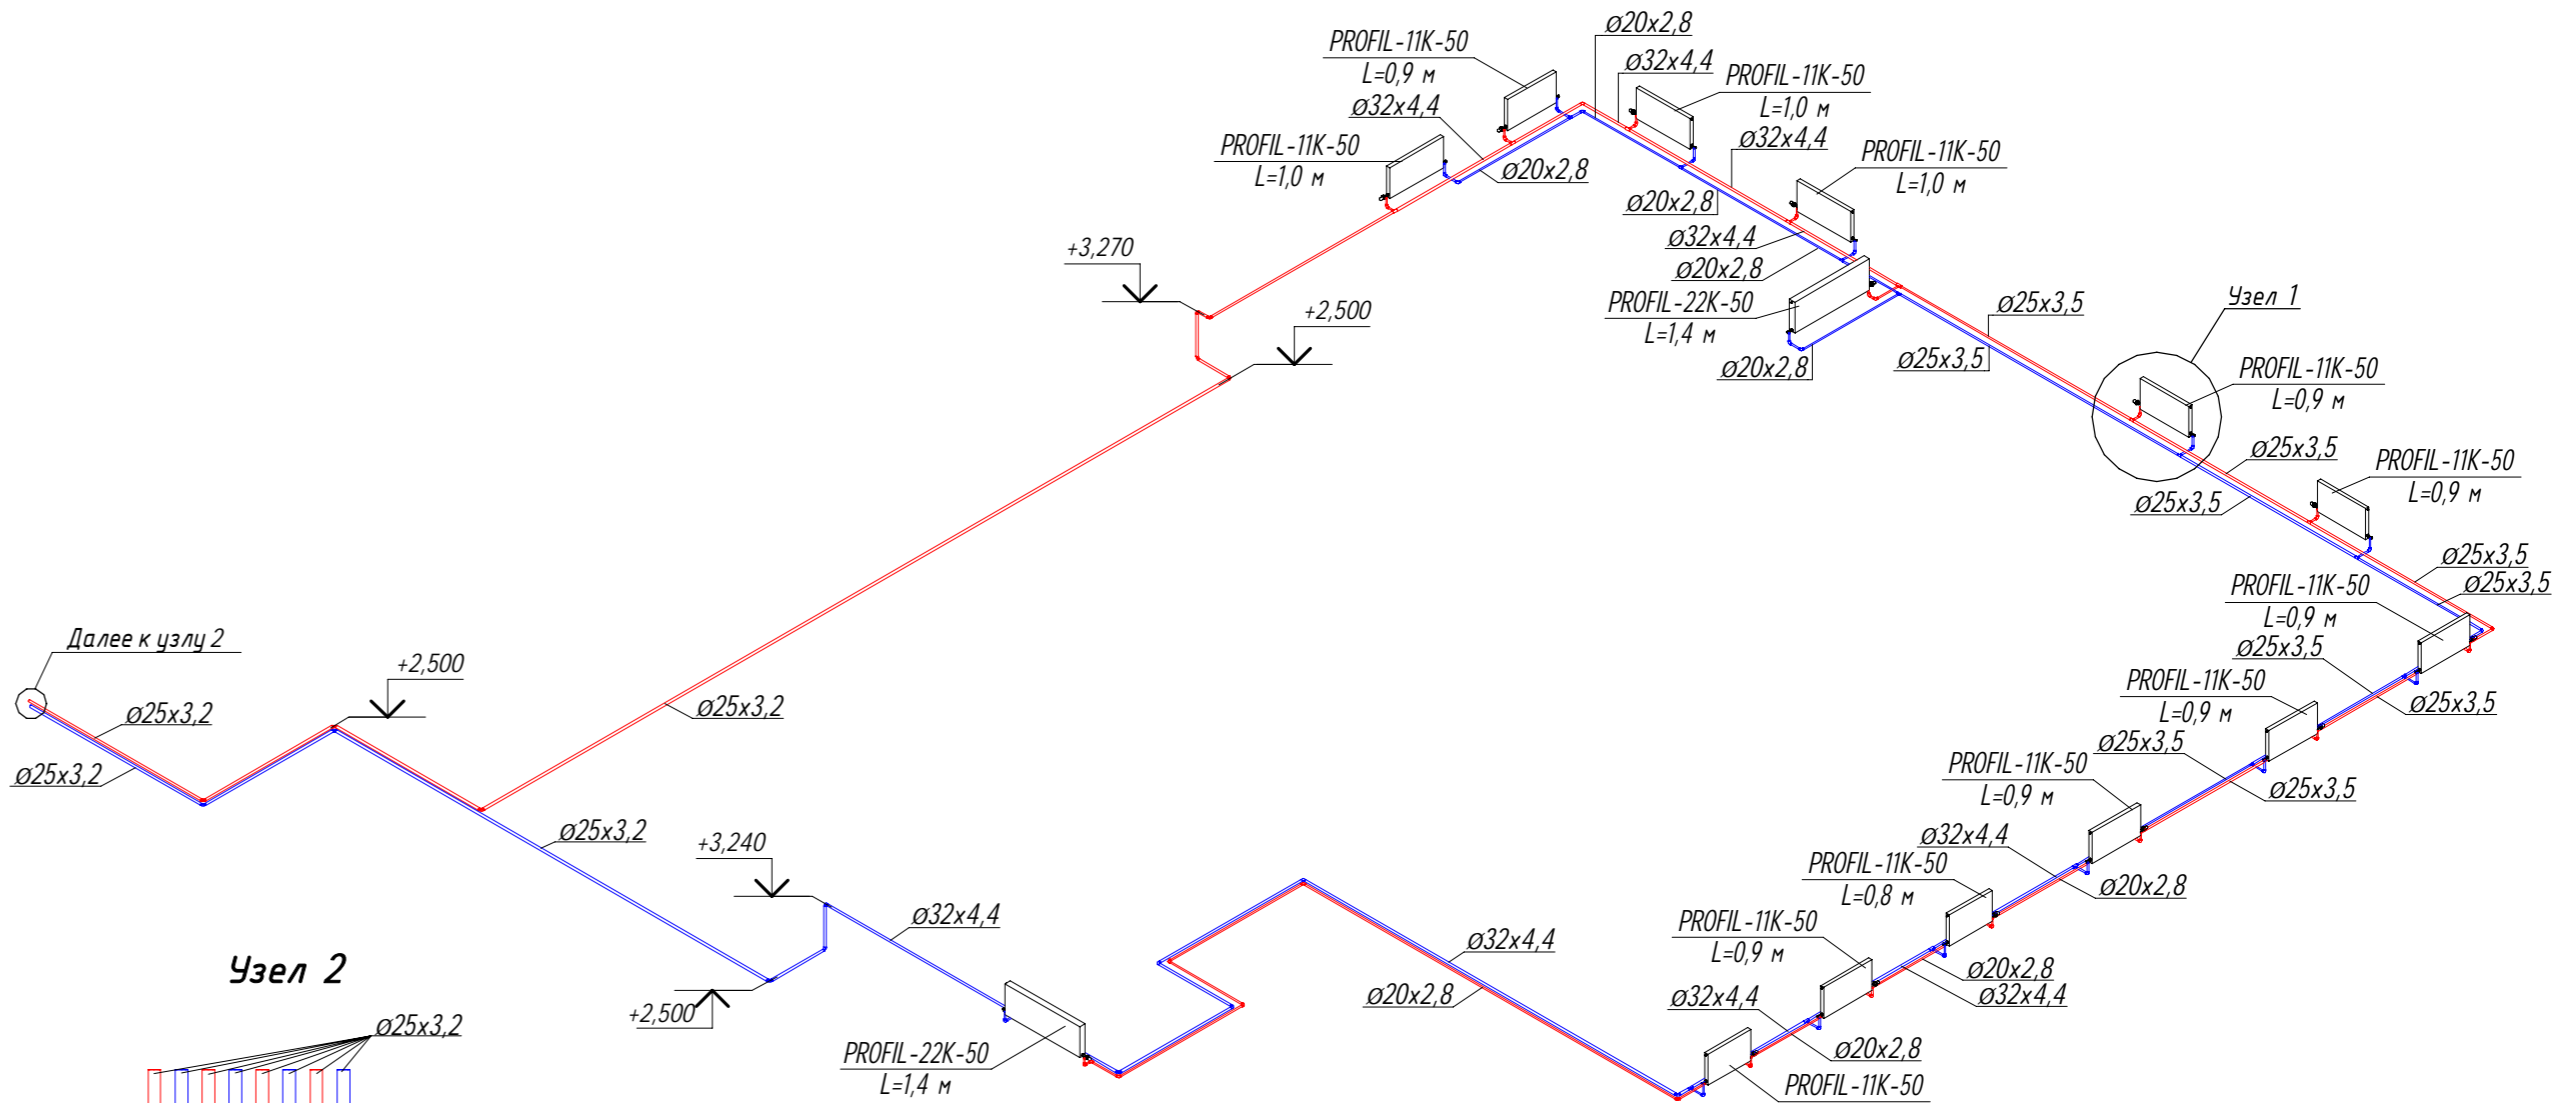 Ø20x2,8
PROFIL-11K-50
L=0,9 м
Ø32x4,4
PROFIL-11K-50
L=1,0 м
Ø32x4,4
PROFIL-11K-50
L=1,0 м
Ø20x2,8
Ø32x4,4
PROFIL-11K-50
L=1,0 м
Ø20x2,8
Ø32x4,4
Ø20x2,8
+3,270
+2,500
PROFIL-22K-50
L=1,4 м
Ø20x2,8
Ø25x3,5
Ø25x3,5
Узел 1
PROFIL-11K-50
L=0,9 м
Ø25x3,5
Ø25x3,5
PROFIL-11K-50
L=0,9 м
Ø25x3,5
Ø25x3,5
PROFIL-11K-50
L=0,9 м
Ø25x3,5
Ø25x3,5
PROFIL-11K-50
L=0,9 м
Ø25x3,5
Ø25x3,5
PROFIL-11K-50
L=0,9 м
Ø32x4,4
Ø20x2,8
PROFIL-11K-50
L=0,8 м
Ø20x2,8
Ø32x4,4
PROFIL-11K-50
L=0,9 м
Ø32x4,4
Ø20x2,8
PROFIL-11K-50
Далее к узлу 2
+2,500
Ø25x3,2
Ø25x3,2
Ø25x3,2
Ø25x3,2
+3,240
Ø32x4,4
+2,500
PROFIL-22K-50
L=1,4 м
Ø32x4,4
Ø20x2,8
Узел 2
Ø25x3,2